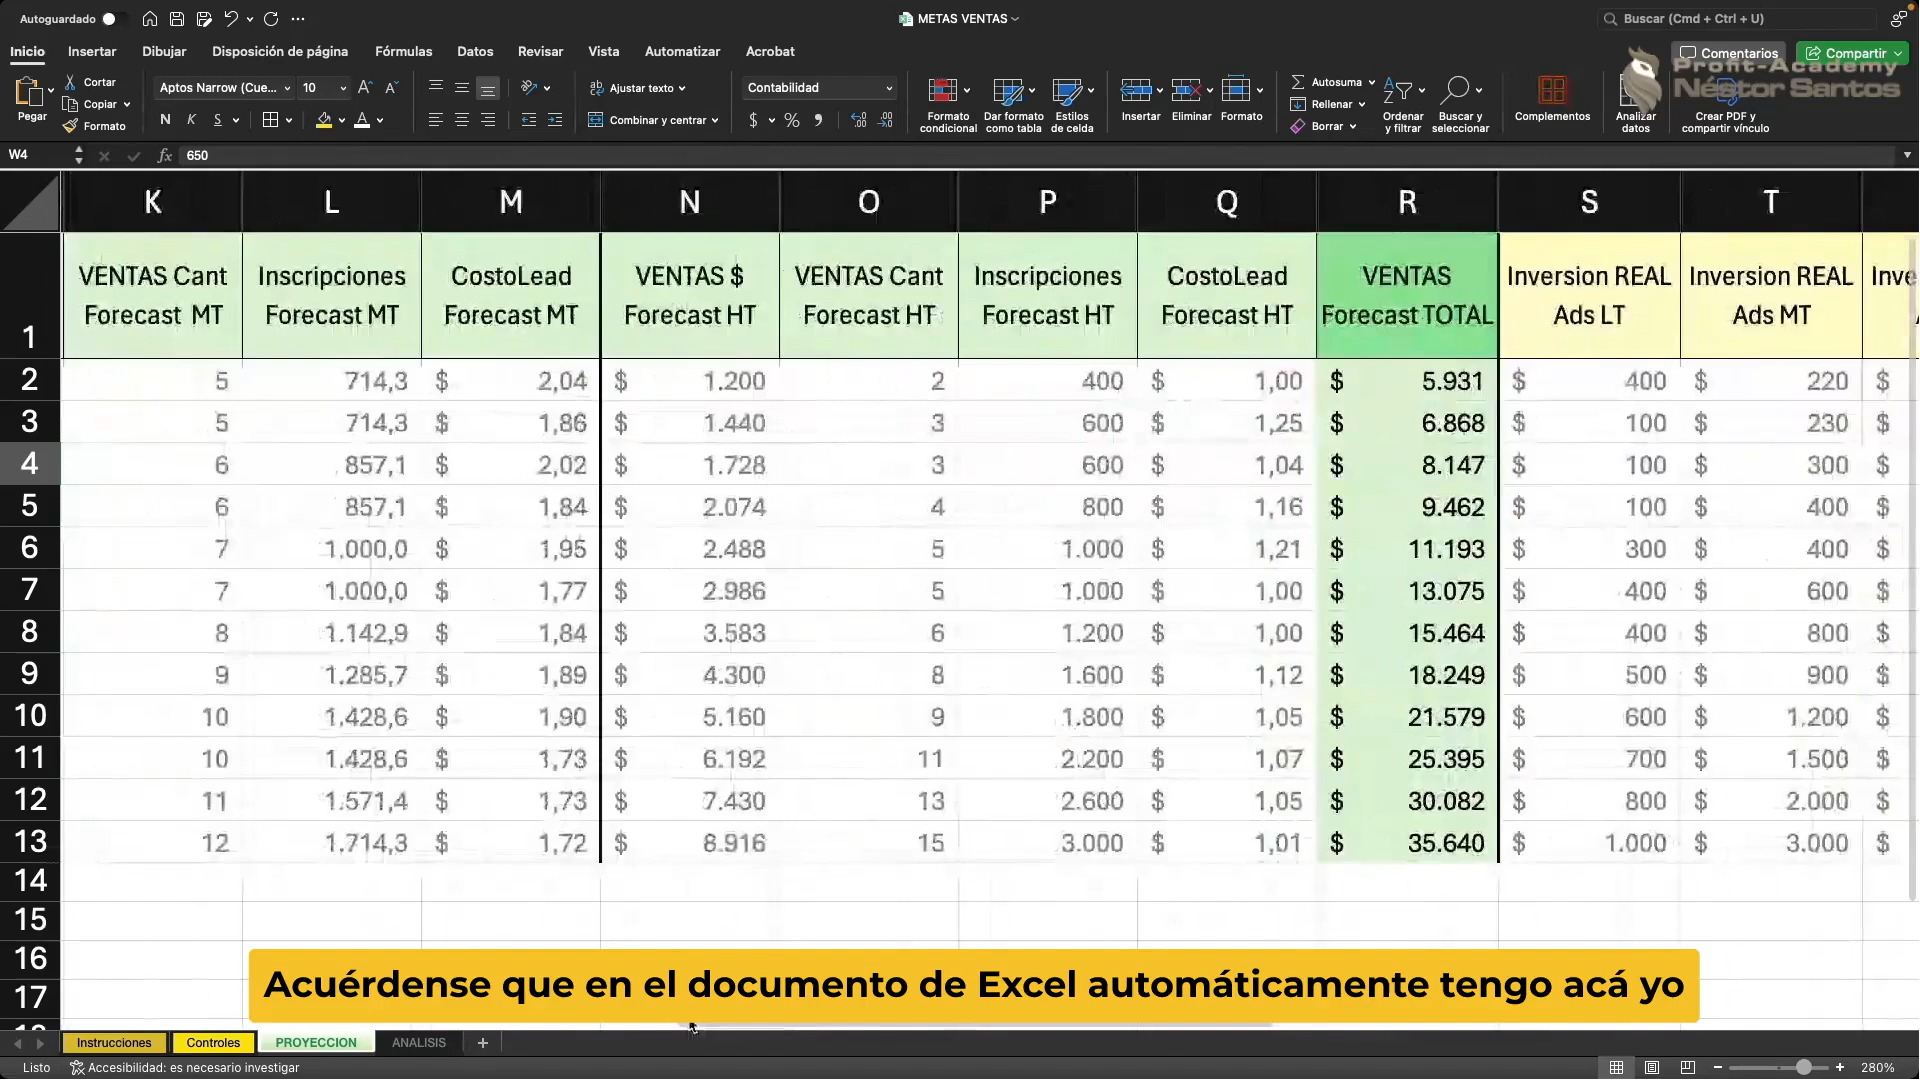 Autoguardado
METAS VENTAS
Buscar (Cmd + Ctrl + U)
Inicio Insertar Dibujar Disposición de página Fórmulas Datos Revisar Vista Automatizar Acrobat
Comentarios Compartir
Profit-Academy
Néstor Santos
Pegar
Cortar
Copiar
Formato
Aptos Narrow (Cue... 10
N K S
Ajustar texto
Combinar y centrar
Contabilidad
$ %
Formato condicional
Dar formato como tabla
Estilos de celda
Insertar Eliminar Formato
Autosuma
Rellenar
Borrar
Ordenar y filtrar
Buscar y seleccionar
Complementos
Analizar datos
Crear PDF y compartir vínculo
W4 fx 650
K L M N O P Q R S T
1
VENTAS Cant Forecast MT
Inscripciones Forecast MT
CostoLead Forecast MT
VENTAS $ Forecast HT
VENTAS Cant Forecast HT
Inscripciones Forecast HT
CostoLead Forecast HT
VENTAS Forecast TOTAL
Inversion REAL Ads LT
Inversion REAL Ads MT
Inve
2 5 714,3 $ 2,04 $ 1.200 2 400 $ 1,00 $ 5.931 $ 400 $ 220 $
3 5 714,3 $ 1,86 $ 1.440 3 600 $ 1,25 $ 6.868 $ 100 $ 230 $
4 6 857,1 $ 2,02 $ 1.728 3 600 $ 1,04 $ 8.147 $ 100 $ 300 $
5 6 857,1 $ 1,84 $ 2.074 4 800 $ 1,16 $ 9.462 $ 100 $ 400 $
6 7 1.000,0 $ 1,95 $ 2.488 5 1.000 $ 1,21 $ 11.193 $ 300 $ 400 $
7 7 1.000,0 $ 1,77 $ 2.986 5 1.000 $ 1,00 $ 13.075 $ 400 $ 600 $
8 8 1.142,9 $ 1,84 $ 3.583 6 1.200 $ 1,00 $ 15.464 $ 400 $ 800 $
9 9 1.285,7 $ 1,89 $ 4.300 8 1.600 $ 1,12 $ 18.249 $ 500 $ 900 $
10 10 1.428,6 $ 1,90 $ 5.160 9 1.800 $ 1,05 $ 21.579 $ 600 $ 1.200 $
11 10 1.428,6 $ 1,73 $ 6.192 11 2.200 $ 1,07 $ 25.395 $ 700 $ 1.500 $
12 11 1.571,4 $ 1,73 $ 7.430 13 2.600 $ 1,05 $ 30.082 $ 800 $ 2.000 $
13 12 1.714,3 $ 1,72 $ 8.916 15 3.000 $ 1,01 $ 35.640 $ 1.000 $ 3.000 $
14
15
16
17
Acuérdense que en el documento de Excel automáticamente tengo acá yo
Instrucciones Controles PROYECCION ANALISIS +
Listo Accesibilidad: es necesario investigar 280%